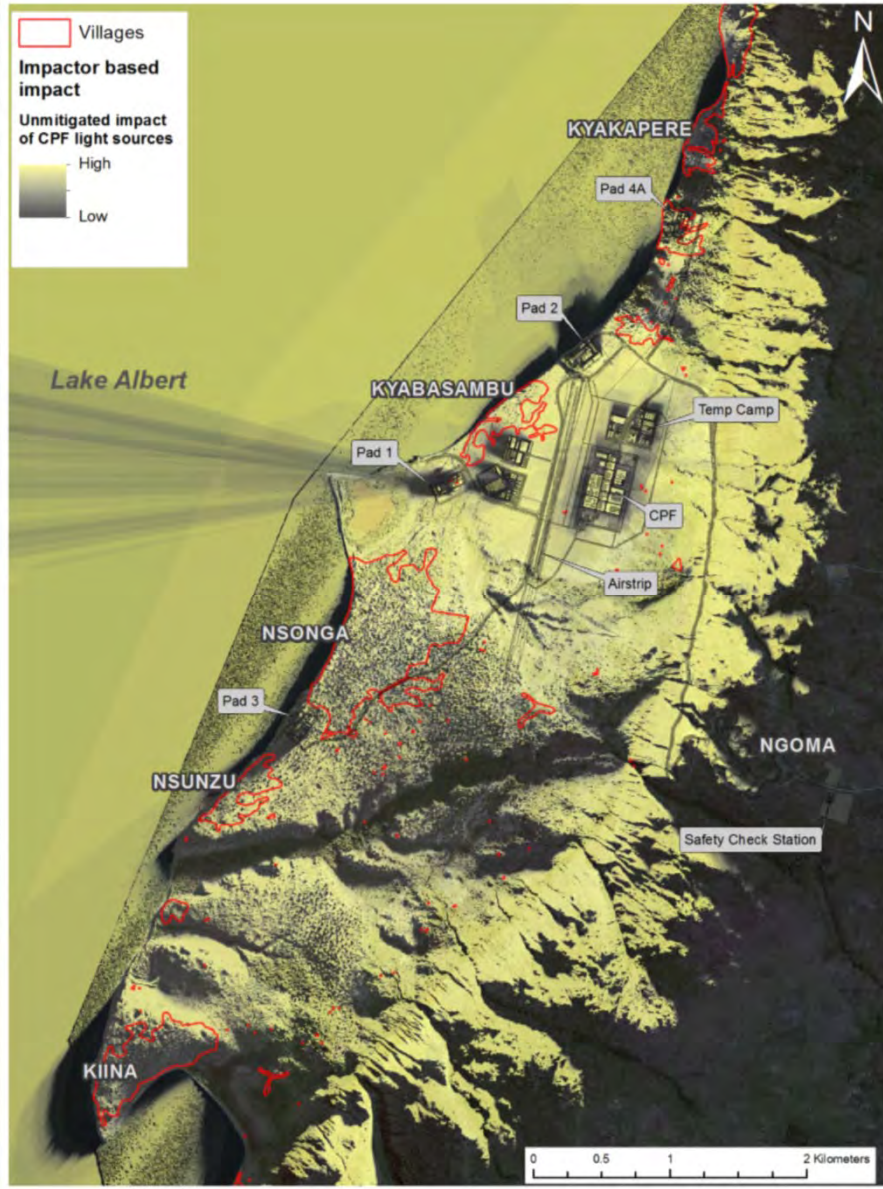 Villages
Impactor based
impact
Unmitigated impact
of CPF light sources
High
Low
N
KYAKAPERE
Pad 4A
Pad 2
Lake Albert
KYABASAMBU
Temp Camp
Pad 1
CPF
Airstrip
NSONGA
Pad 3
NGOMA
NSUNZU
Safety Check Station
KIINA
0 0.5 1 2 Kilometers